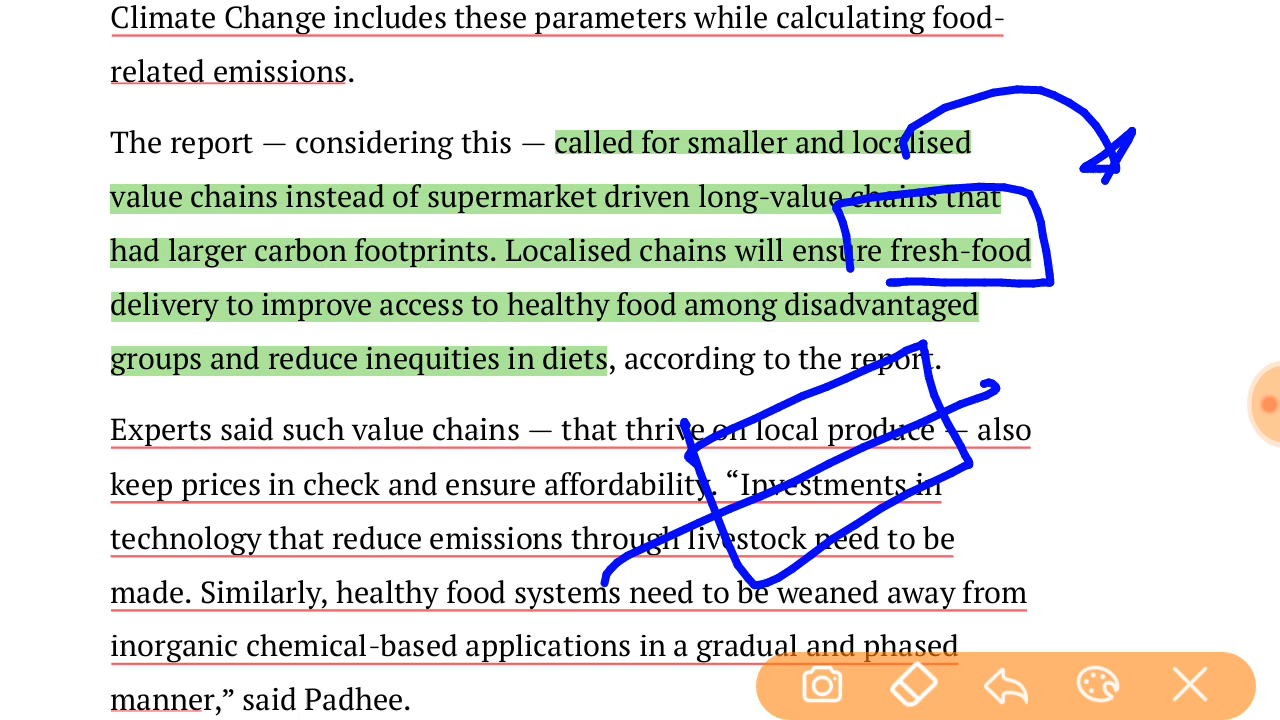 Climate Change includes these parameters while calculating food-
related emissions.
The report — considering this — called for smaller and localised
value chains instead of supermarket driven long-value chains that
had larger carbon footprints. Localised chains will ensure fresh-food
delivery to improve access to healthy food among disadvantaged
groups and reduce inequities in diets, according to the report.
Experts said such value chains — that thrive on local produce — also
keep prices in check and ensure affordability. “Investments in
technology that reduce emissions through livestock need to be
made. Similarly, healthy food systems need to be weaned away from
inorganic chemical-based applications in a gradual and phased
manner,” said Padhee.